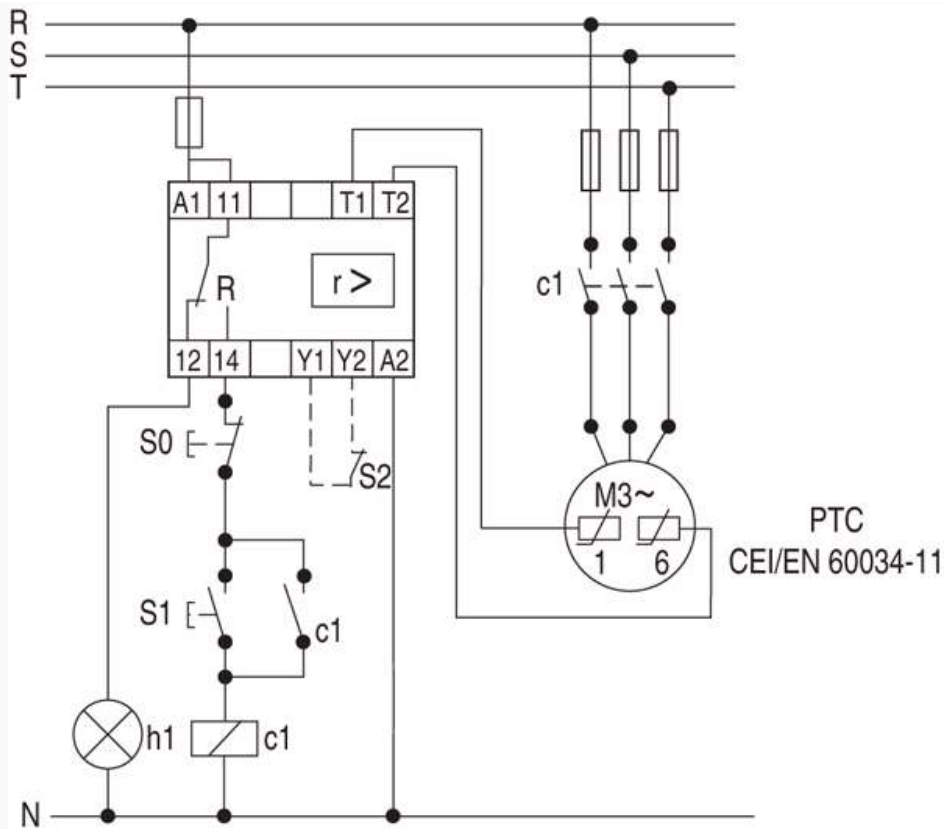 R
S
T
A1 11 T1 T2
R r >
12 14 Y1 Y2 A2
c1
S0
S2
M3~
1 6
PTC
CEI/EN 60034-11
S1
c1
h1
c1
N